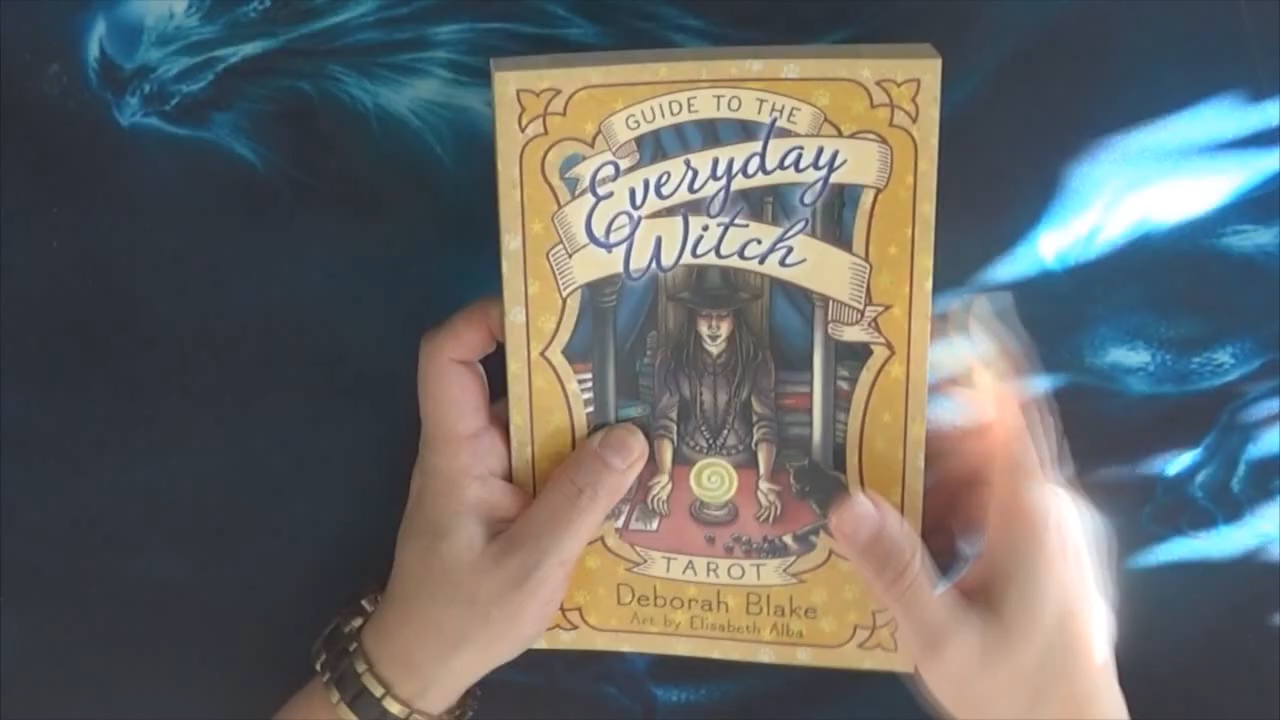 GUIDE TO THE
Everyday
Witch
TAROT
Deborah Blake
Art by Elisabeth Alba